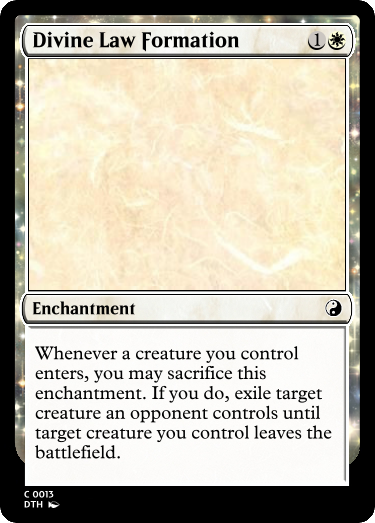 Divine Law Formation 1
Enchantment
Whenever a creature you control
enters, you may sacrifice this
enchantment. If you do, exile target
creature an opponent controls until
target creature you control leaves the
battlefield.
C 0013
DTH